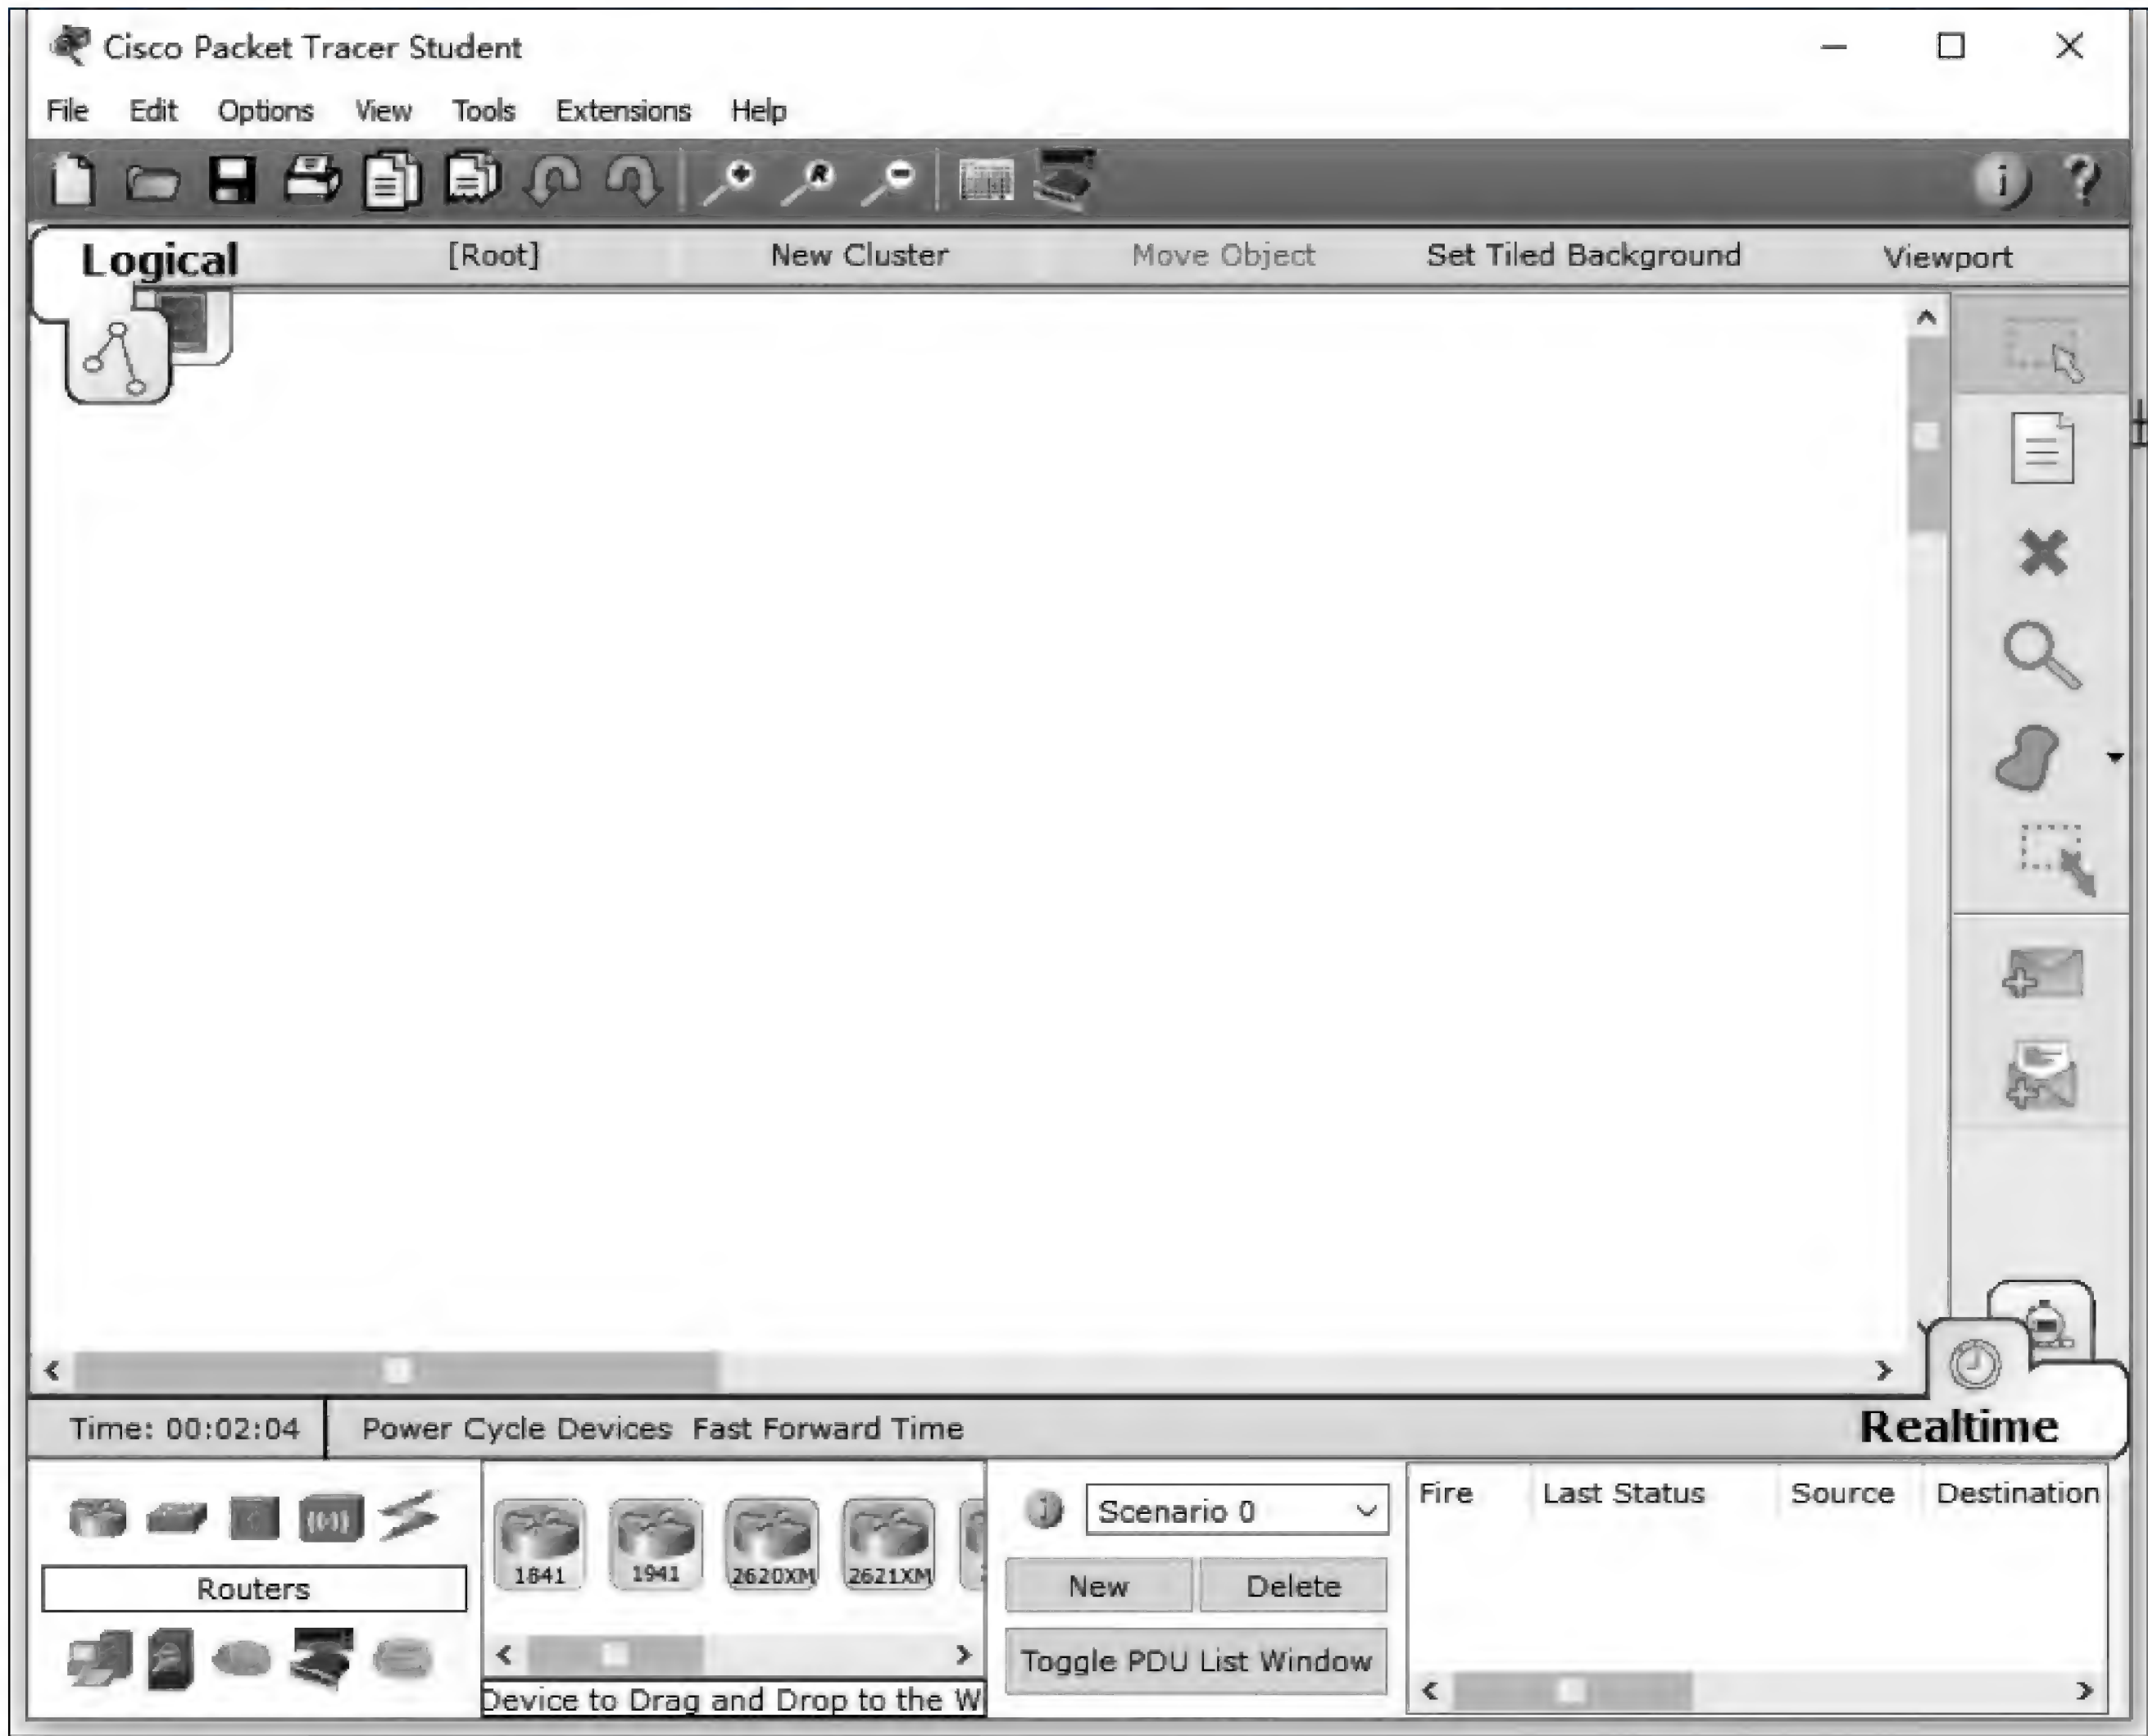 Cisco Packet Tracer Student
File Edit Options View Tools Extensions Help
Logical [Root] New Cluster Move Object Set Tiled Background Viewport
Time: 00:02:04 Power Cycle Devices Fast Forward Time Realtime
Routers
1841 1941 2620XM 2621XM
Device to Drag and Drop to the W
Scenario 0
New Delete
Toggle PDU List Window
Fire Last Status Source Destination